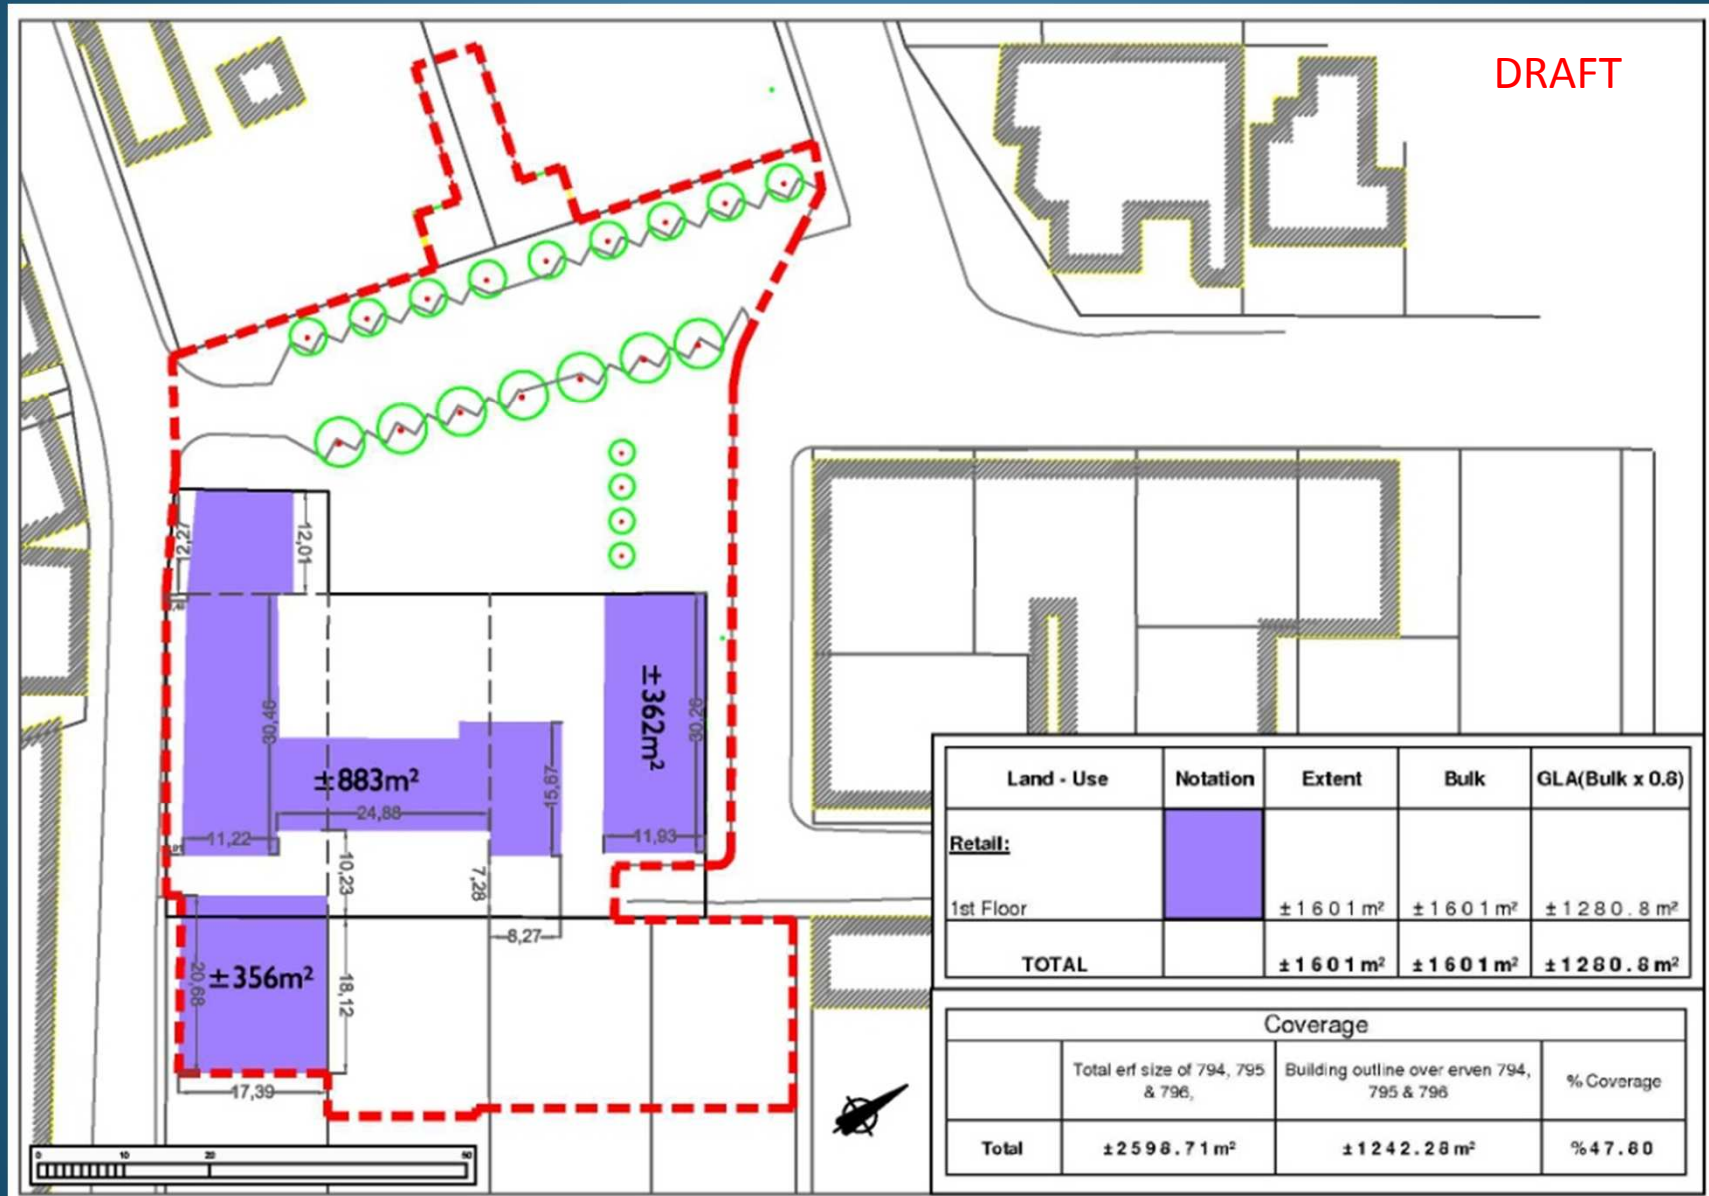 DRAFT
12,27
12,01
30,46
±883m²
24,88
11,22
15,67
±362m²
30,26
11,93
10,23
7,28
8,27
±356m²
20,68
18,12
17,39
0 10 20 50
Land - Use Notation Extent Bulk GLA(Bulk x 0.8)
Retail:
1st Floor ±1601m² ±1601m² ±1280.8m²
TOTAL ±1601m² ±1601m² ±1280.8m²
Coverage
Total erf size of 794, 795 Building outline over erven 794, % Coverage
& 796, 795 & 796
Total ±2598.71m² ±1242.28m² %47.80